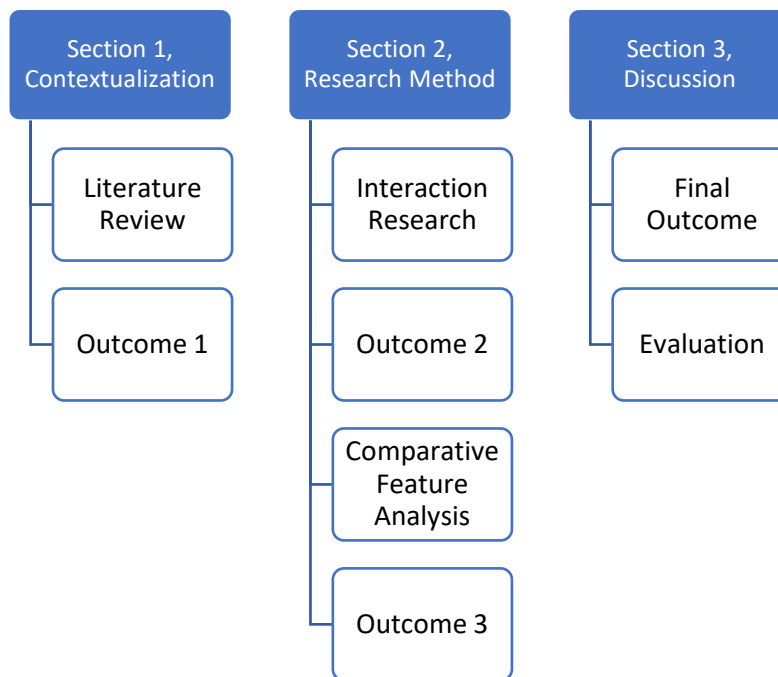 Section 1,
Contextualization
Literature
Review
Outcome 1
Section 2,
Research Method
Interaction
Research
Outcome 2
Comparative
Feature
Analysis
Outcome 3
Section 3,
Discussion
Final
Outcome
Evaluation